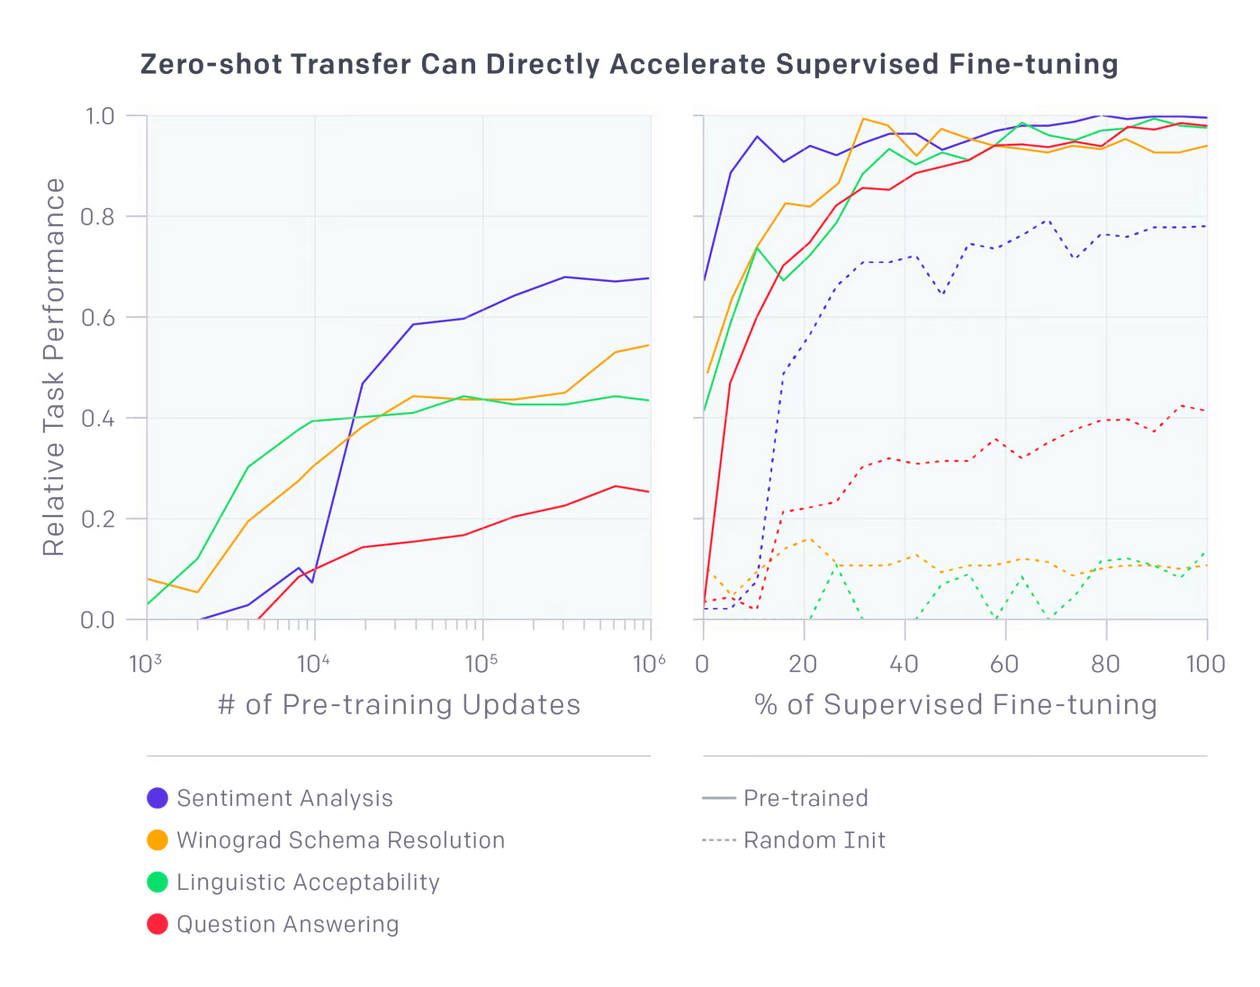 Zero-shot Transfer Can Directly Accelerate Supervised Fine-tuning
Relative Task Performance
1.0
0.8
0.6
0.4
0.2
0.0
10³ 10⁴ 10⁵ 10⁶
# of Pre-training Updates
0 20 40 60 80 100
% of Supervised Fine-tuning
Sentiment Analysis
Winograd Schema Resolution
Linguistic Acceptability
Question Answering
Pre-trained
Random Init